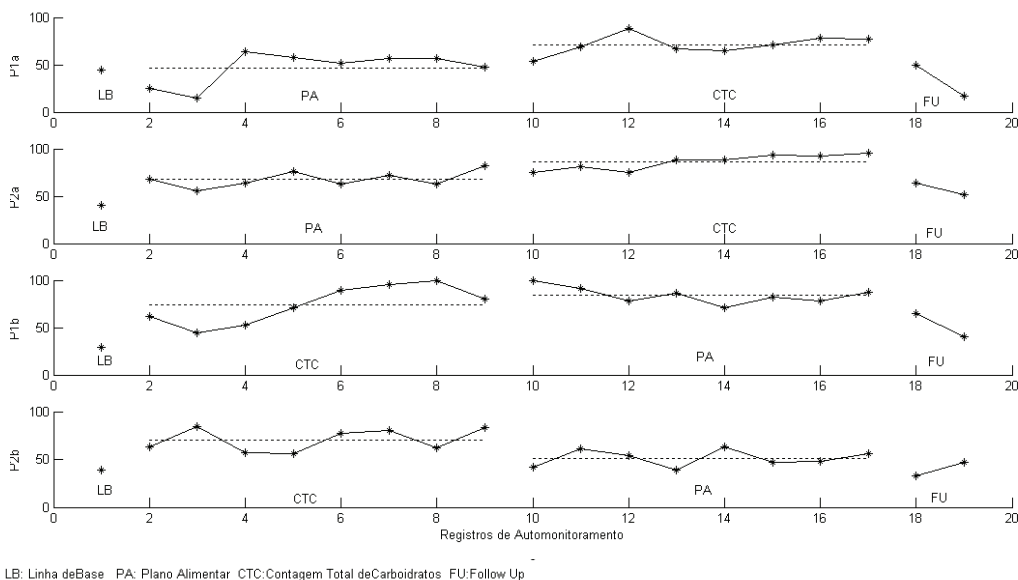 100
50
0
P1a
LB
PA
CTC
FU
0 2 4 6 8 10 12 14 16 18 20
100
50
0
P2a
LB
PA
CTC
FU
0 2 4 6 8 10 12 14 16 18 20
100
50
0
P1b
LB
CTC
PA
FU
0 2 4 6 8 10 12 14 16 18 20
100
50
0
P2b
LB
CTC
PA
FU
0 2 4 6 8 10 12 14 16 18 20
Registros de Automonitoramento
LB: Linha deBase PA: Plano Alimentar CTC:Contagem Total deCarboidratos FU:Follow Up